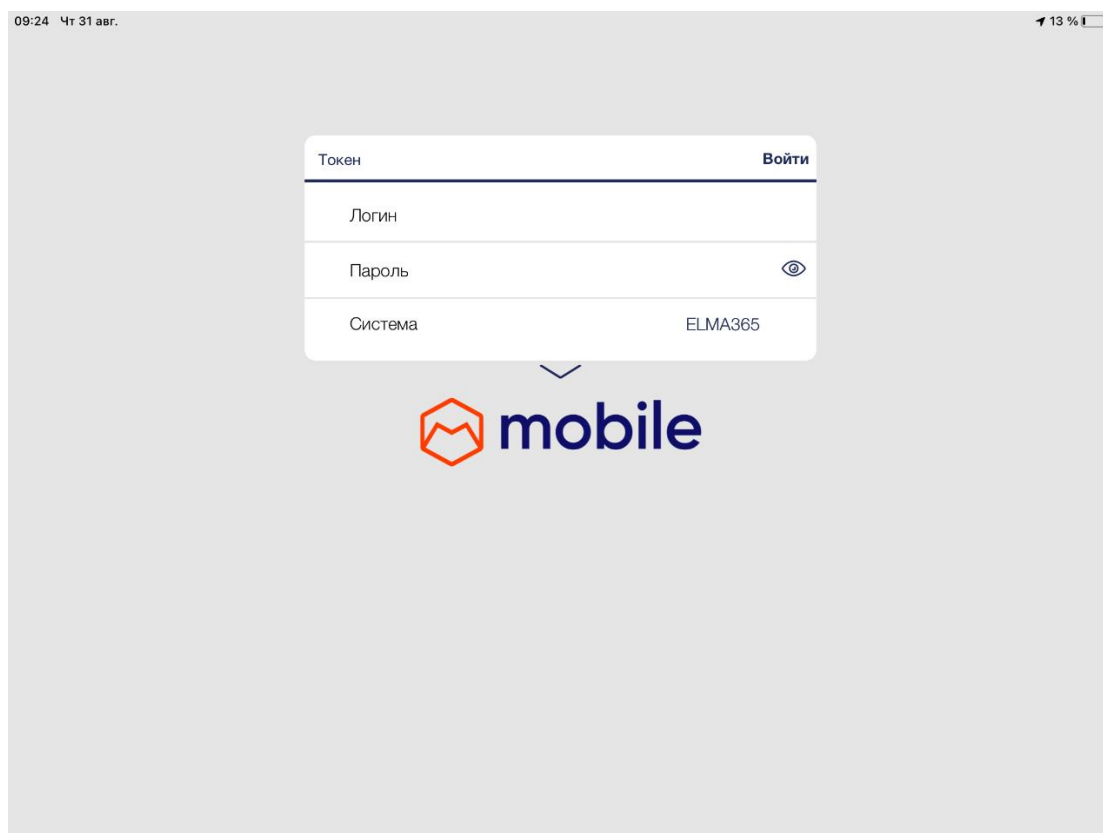 09:24 Чт 31 авг. 13 %
Токен Войти
Логин
Пароль
Система ELMA365
mobile